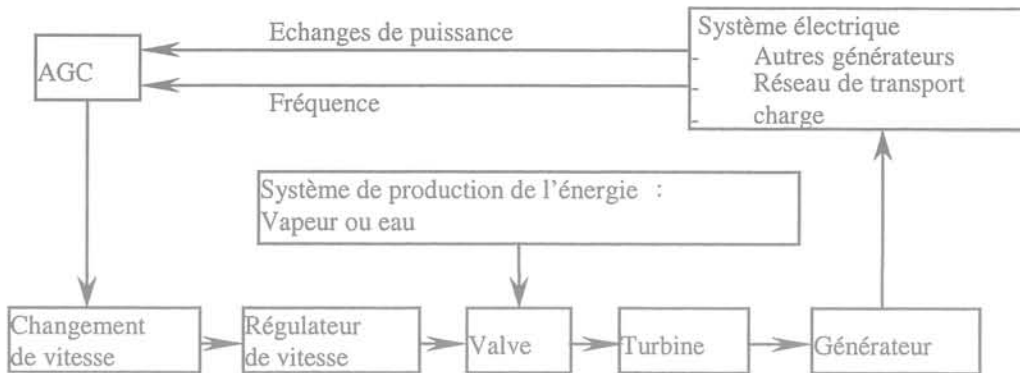 Echanges de puissance
AGC
Fréquence
Système électrique
- Autres générateurs
- Réseau de transport
- charge
Système de production de l'énergie :
Vapeur ou eau
Changement
de vitesse
Régulateur
de vitesse
Valve
Turbine
Générateur